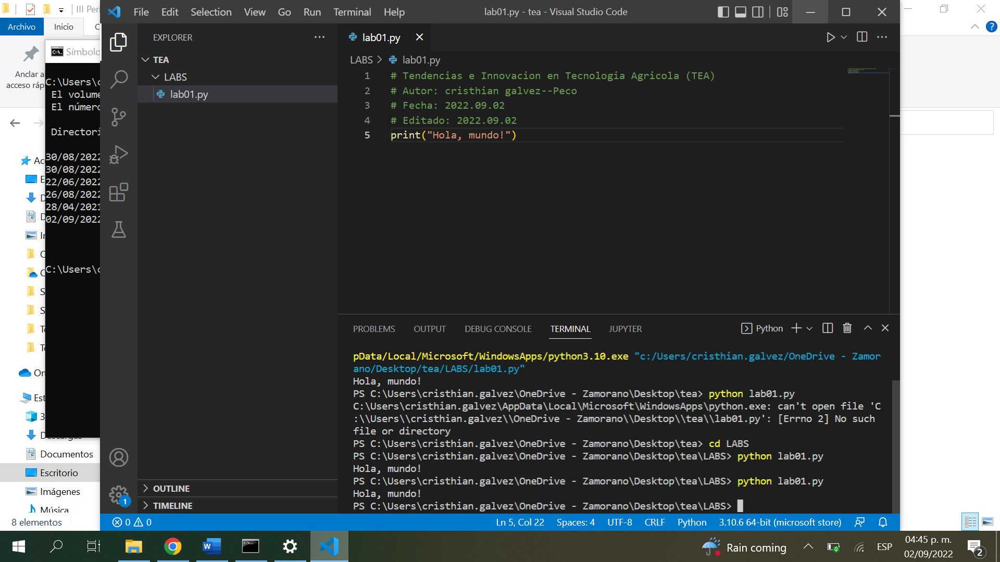 III Peri
Archivo
Inicio
C
Anclar a
acceso ráp
Símbolo
C:\Users\c
El volume
El número
Directori
30/08/2022
30/08/2022
22/06/2022
26/08/2022
28/04/2021
02/09/2022
C:\Users\c
Documentos
Escritorio
Imágenes
Música
8 elementos
File Edit Selection View Go Run Terminal Help
lab01.py - tea - Visual Studio Code
EXPLORER
TEA
LABS
lab01.py
OUTLINE
TIMELINE
lab01.py
LABS > lab01.py
1 # Tendencias e Innovacion en Tecnologia Agricola (TEA)
2 # Autor: cristhian galvez--Peco
3 # Fecha: 2022.09.02
4 # Editado: 2022.09.02
5 print("Hola, mundo!")
PROBLEMS OUTPUT DEBUG CONSOLE TERMINAL JUPYTER
Python
pData/Local/Microsoft/WindowsApps/python3.10.exe "c:/Users/cristhian.galvez/OneDrive - Zamor
ano/Desktop/tea/LABS/lab01.py"
Hola, mundo!
PS C:\Users\cristhian.galvez\OneDrive - Zamorano\Desktop\tea> python lab01.py
C:\Users\cristhian.galvez\AppData\Local\Microsoft\WindowsApps\python.exe: can't open file 'C
:\\Users\\cristhian.galvez\\OneDrive - Zamorano\\Desktop\\tea\\lab01.py': [Errno 2] No such
file or directory
PS C:\Users\cristhian.galvez\OneDrive - Zamorano\Desktop\tea> cd LABS
PS C:\Users\cristhian.galvez\OneDrive - Zamorano\Desktop\tea\LABS> python lab01.py
Hola, mundo!
PS C:\Users\cristhian.galvez\OneDrive - Zamorano\Desktop\tea\LABS> python lab01.py
Hola, mundo!
PS C:\Users\cristhian.galvez\OneDrive - Zamorano\Desktop\tea\LABS>
1
0 0
Ln 5, Col 22 Spaces: 4 UTF-8 CRLF Python 3.10.6 64-bit (microsoft store)
Rain coming
ESP
04:45 p. m.
02/09/2022
2